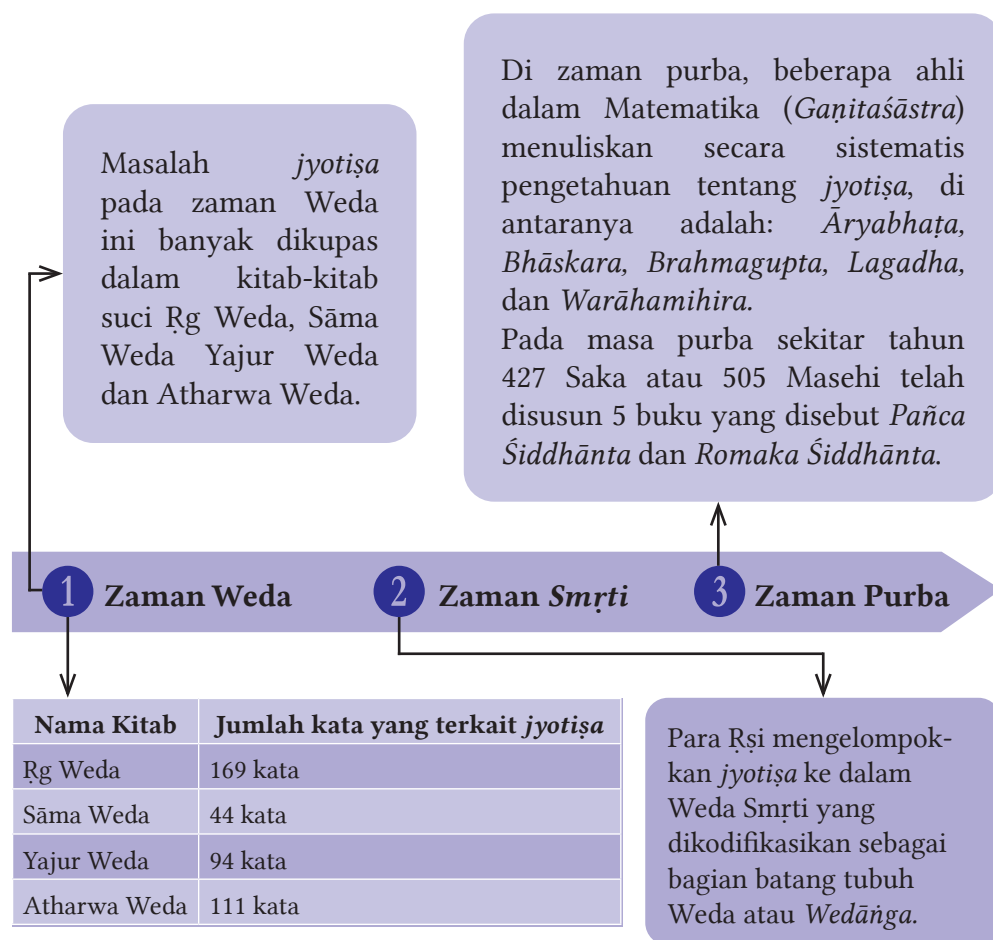 Di zaman purba, beberapa ahli
dalam Matematika (Gaṇitaśāstra)
menuliskan secara sistematis
pengetahuan tentang jyotiṣa, di
antaranya adalah: Āryabhaṭa,
Bhāskara, Brahmagupta, Lagadha,
dan Warāhamihira.
Pada masa purba sekitar tahun
427 Saka atau 505 Masehi telah
disusun 5 buku yang disebut Pañca
Śiddhānta dan Romaka Śiddhānta.
Masalah jyotiṣa
pada zaman Weda
ini banyak dikupas
dalam kitab-kitab
suci Ṛg Weda, Sāma
Weda Yajur Weda
dan Atharwa Weda.
1 Zaman Weda 2 Zaman Smṛti 3 Zaman Purba
Nama Kitab Jumlah kata yang terkait jyotiṣa
Ṛg Weda 169 kata
Sāma Weda 44 kata
Yajur Weda 94 kata
Atharwa Weda 111 kata
Para Ṛṣi mengelompok-
kan jyotiṣa ke dalam
Weda Smṛti yang
dikodifikasikan sebagai
bagian batang tubuh
Weda atau Wedāṅga.